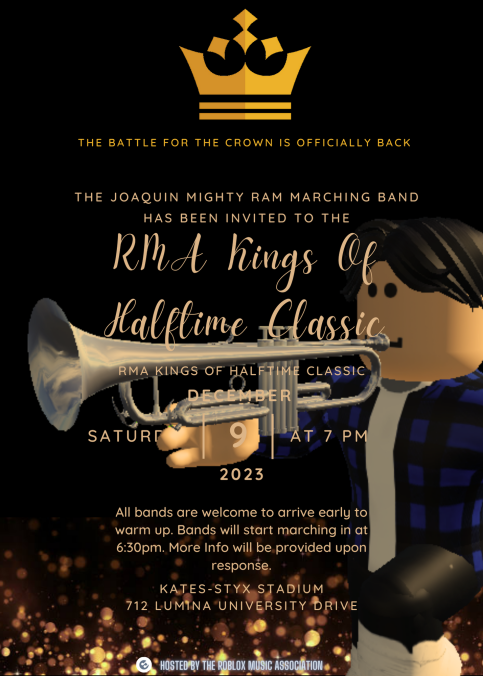 THE BATTLE FOR THE CROWN IS OFFICIALLY BACK
THE JOAQUIN MIGHTY RAM MARCHING BAND
HAS BEEN INVITED TO THE
RMA Kings Of
Halftime Classic
RMA KINGS OF HALFTIME CLASSIC
DECEMBER
SATURDAY 9 AT 7 PM
2023
All bands are welcome to arrive early to
warm up. Bands will start marching in at
6:30pm. More Info will be provided upon
response.
KATES-STYX STADIUM
712 LUMINA UNIVERSITY DRIVE
HOSTED BY THE ROBLOX MUSIC ASSOCIATION